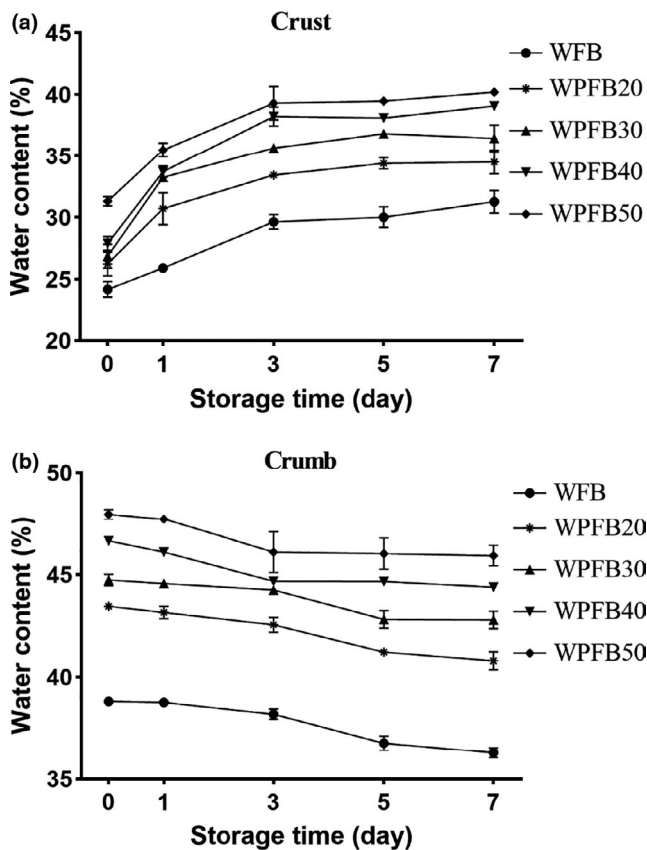 (a)
Crust
Water content (%)
40
35
30
25
20
0 1 3 5 7
Storage time (day)
WFB
WPFB20
WPFB30
WPFB40
WPFB50
(b)
Crumb
Water content (%)
50
45
40
35
0 1 3 5 7
Storage time (day)
WFB
WPFB20
WPFB30
WPFB40
WPFB50